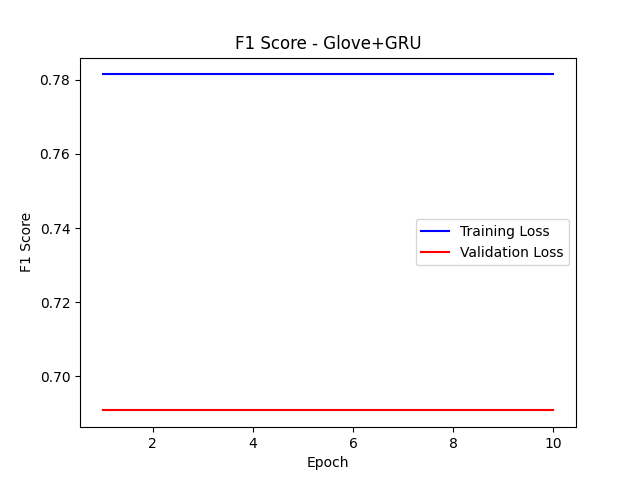 F1 Score - Glove+GRU
0.78
0.76
0.74
0.72
0.70
F1 Score
Training Loss
Validation Loss
2 4 6 8 10
Epoch